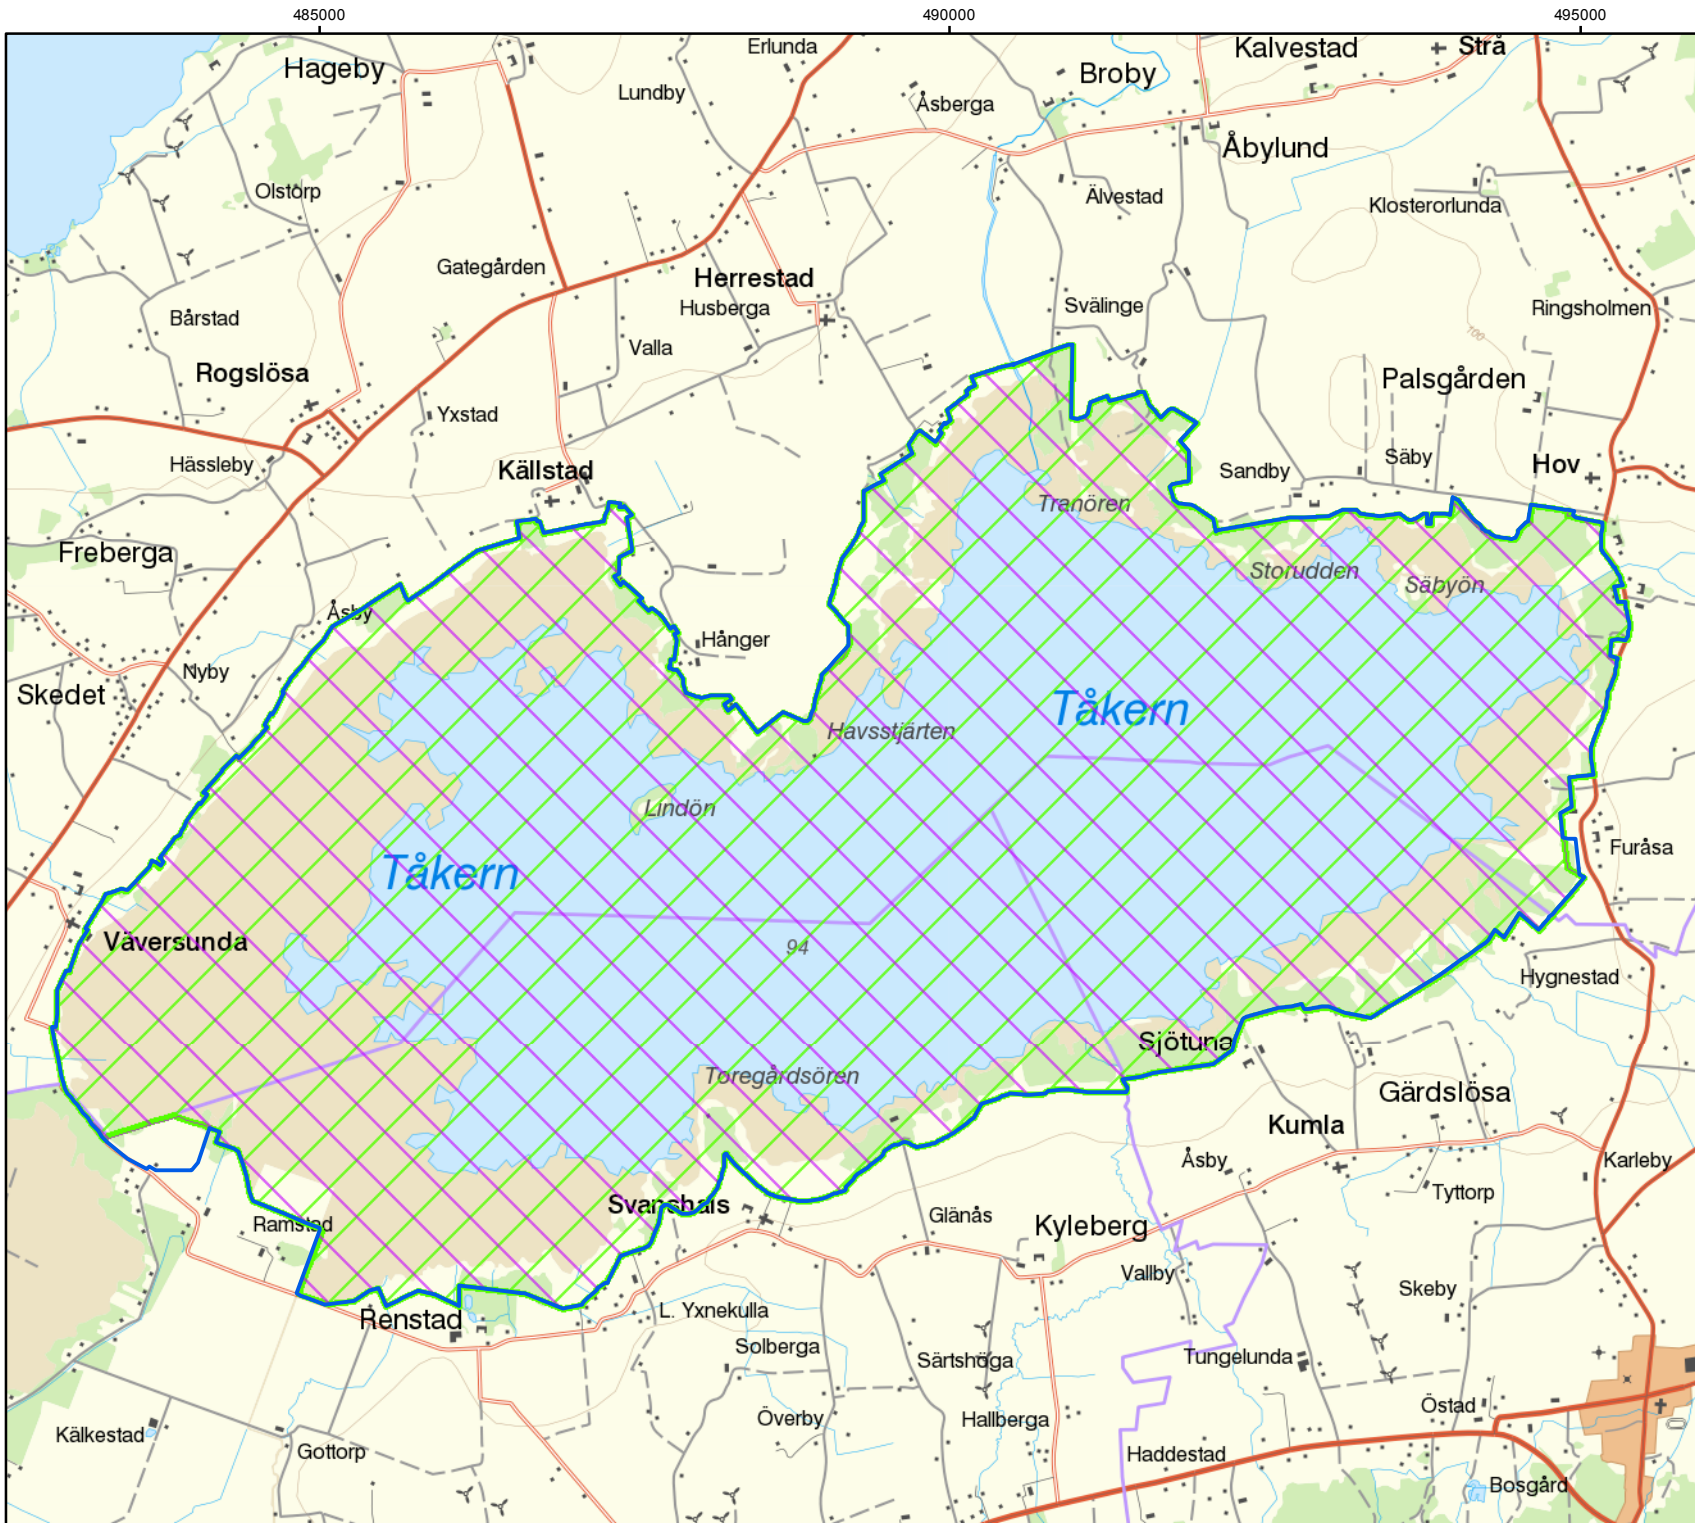 485000 490000 495000
Erlunda
Kalvestad
Strå
Hageby
Broby
Lundby
Åsberga
Åbylund
Olstorp
Älvestad
Klosterorlunda
Gategården
Herrestad
Husberga
Svälinge
Ringsholmen
Bårstad
100
Valla
Rogslösa
Palsgården
Yxstad
Hässleby
Källstad
Sandby
Säby
Hov
Tranören
Freberga
Storudden
Säbyön
Åsby
Hånger
Nyby
Skedet
Tåkern
Havsstjärten
Lindön
Furåsa
Tåkern
Väversunda
94
Hygnestad
Sjötuna
Toregårdsören
Gärdslösa
Kumla
Åsby
Karleby
Tyttorp
Svanshals
Glänås
Kyleberg
Ramstad
Vallby
Skeby
L. Yxnekulla
Renstad
Solberga
Särtshöga
Tungelunda
Östad
Överby
Hallberga
Kälkestad
Gottorp
Haddestad
Bosgård